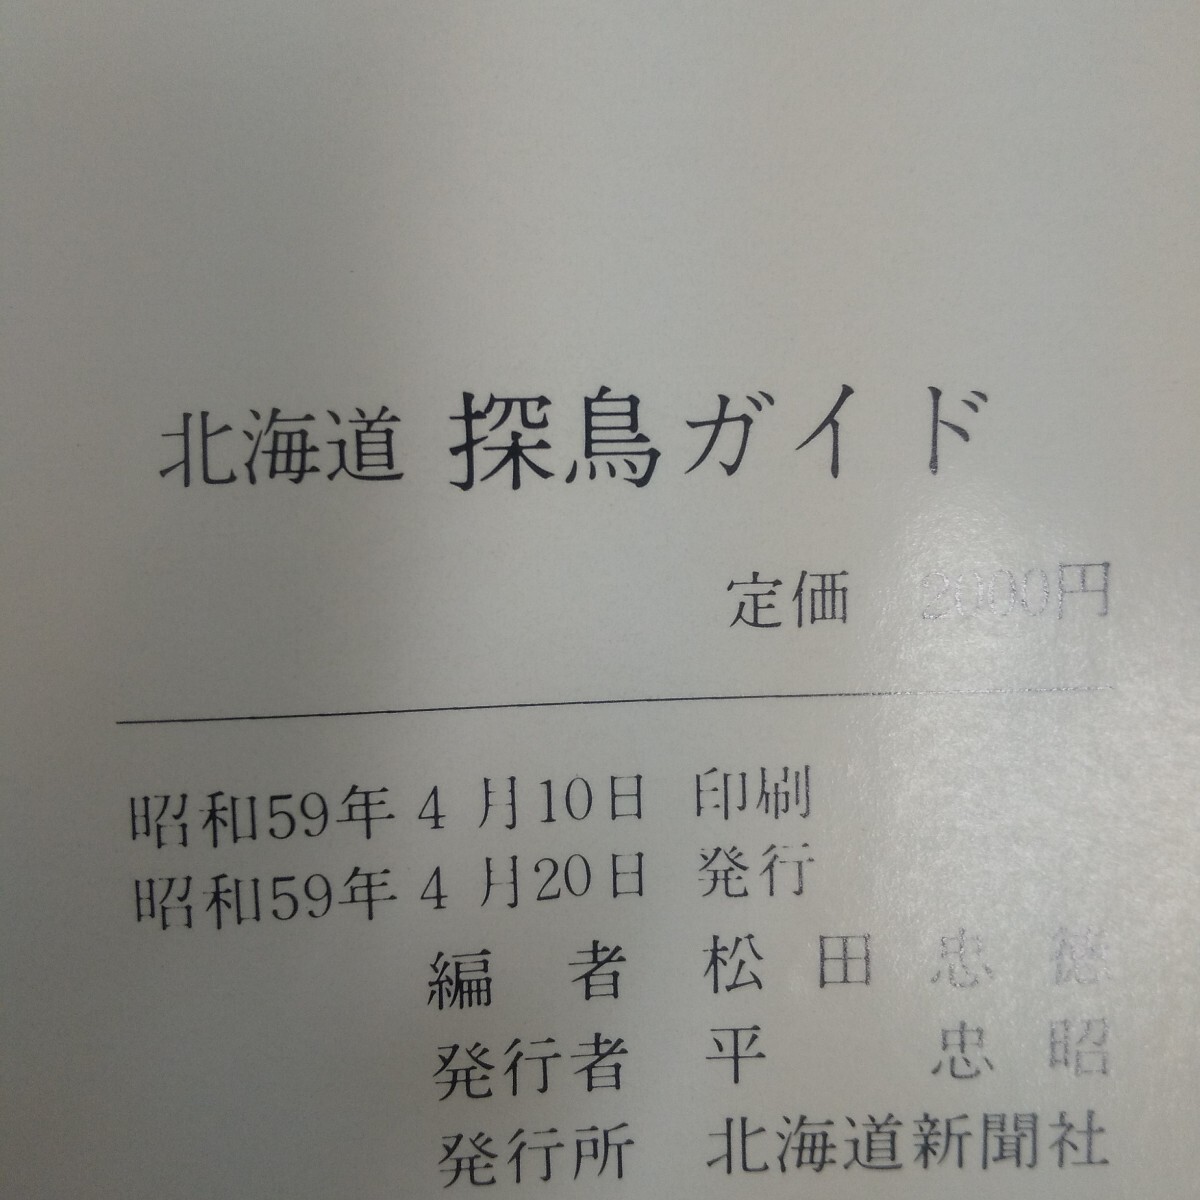 北海道 探鳥ガイド
定価 2000円
昭和59年4月10日 印刷
昭和59年4月20日 発行
編者 松田忠徳
発行者 平忠昭
発行所 北海道新聞社